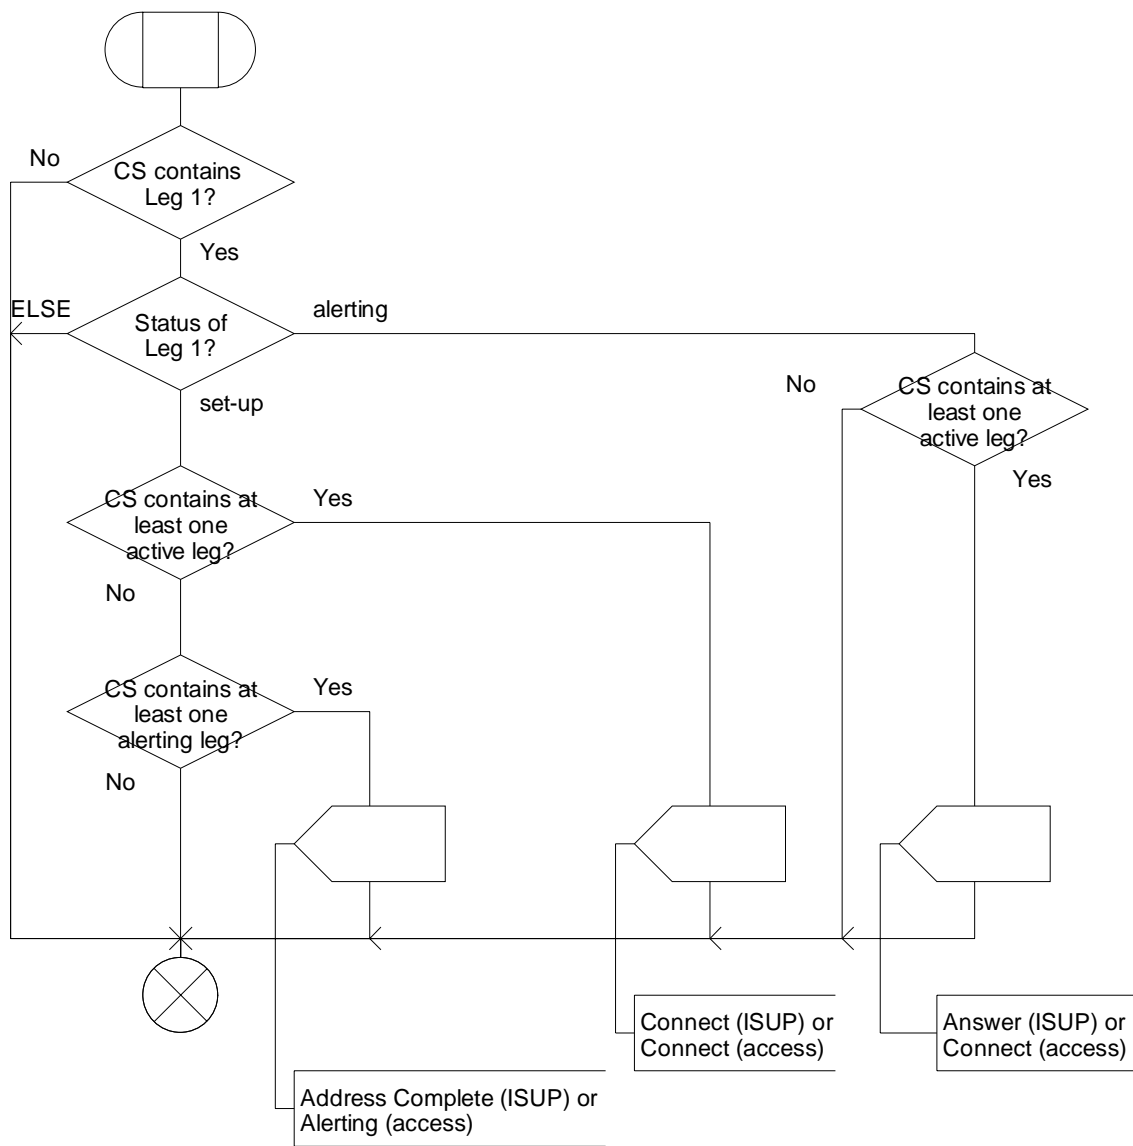 No
CS contains
Leg 1?
Yes
ELSE
Status of
Leg 1?
alerting
set-up
No
CS contains at
least one
active leg?
Yes
CS contains at
least one
active leg?
Yes
No
CS contains at
least one
alerting leg?
Yes
No
Connect (ISUP) or
Connect (access)
Answer (ISUP) or
Connect (access)
Address Complete (ISUP) or
Alerting (access)